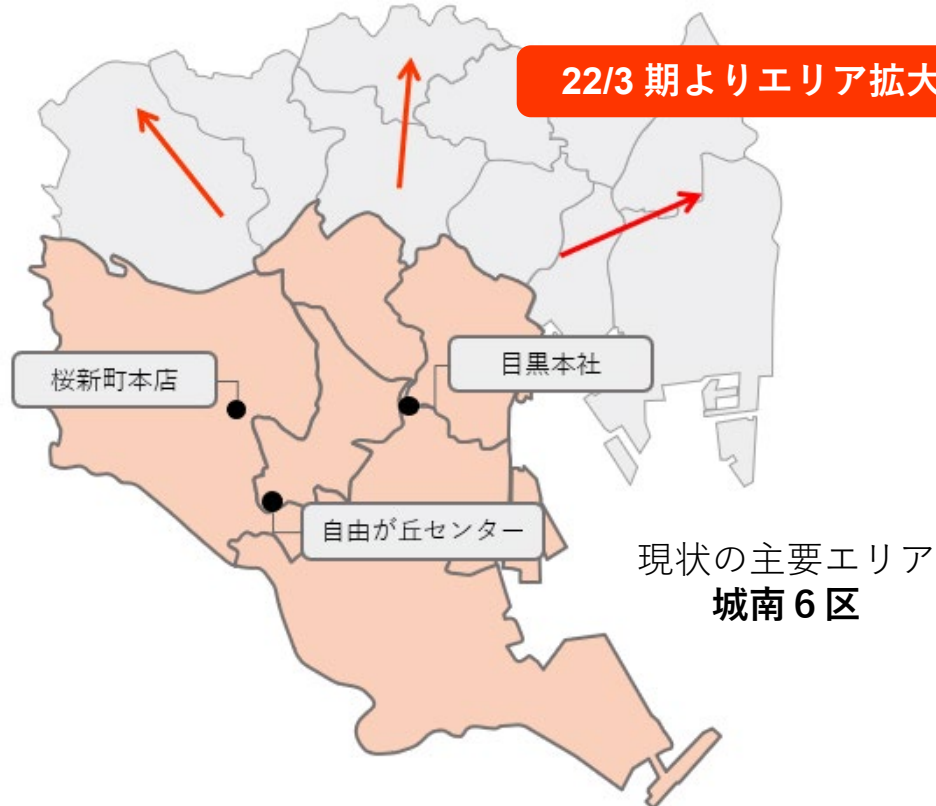 22/3 期よりエリア拡大
桜新町本店
目黒本社
自由が丘センター
現状の主要エリア
城南６区